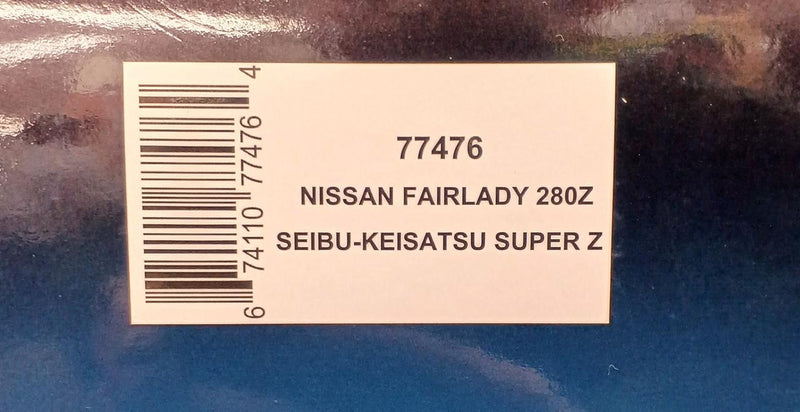 77476
NISSAN FAIRLADY 280Z
SEIBU-KEISATSU SUPER Z
6 74110 77476 4